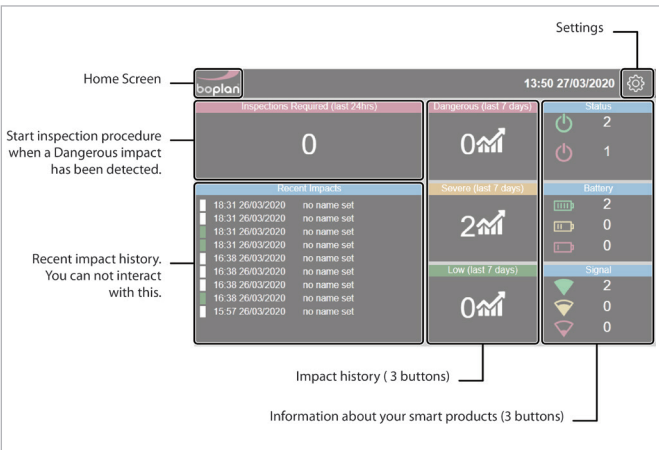 Settings
Home Screen
boplan
13:50 27/03/2020
Inspections Required (last 24hrs)
0
Start inspection procedure
when a Dangerous impact
has been detected.
Dangerous (last 7 days)
0
Status
2
1
Recent Impacts
18:31 26/03/2020 no name set
18:31 26/03/2020 no name set
18:31 26/03/2020 no name set
18:31 26/03/2020 no name set
16:38 26/03/2020 no name set
16:38 26/03/2020 no name set
16:38 26/03/2020 no name set
16:38 26/03/2020 no name set
15:57 26/03/2020 no name set
Recent impact history.
You can not interact
with this.
Severe (last 7 days)
2
Battery
2
0
0
Low (last 7 days)
0
Signal
2
0
0
Impact history ( 3 buttons)
Information about your smart products (3 buttons)